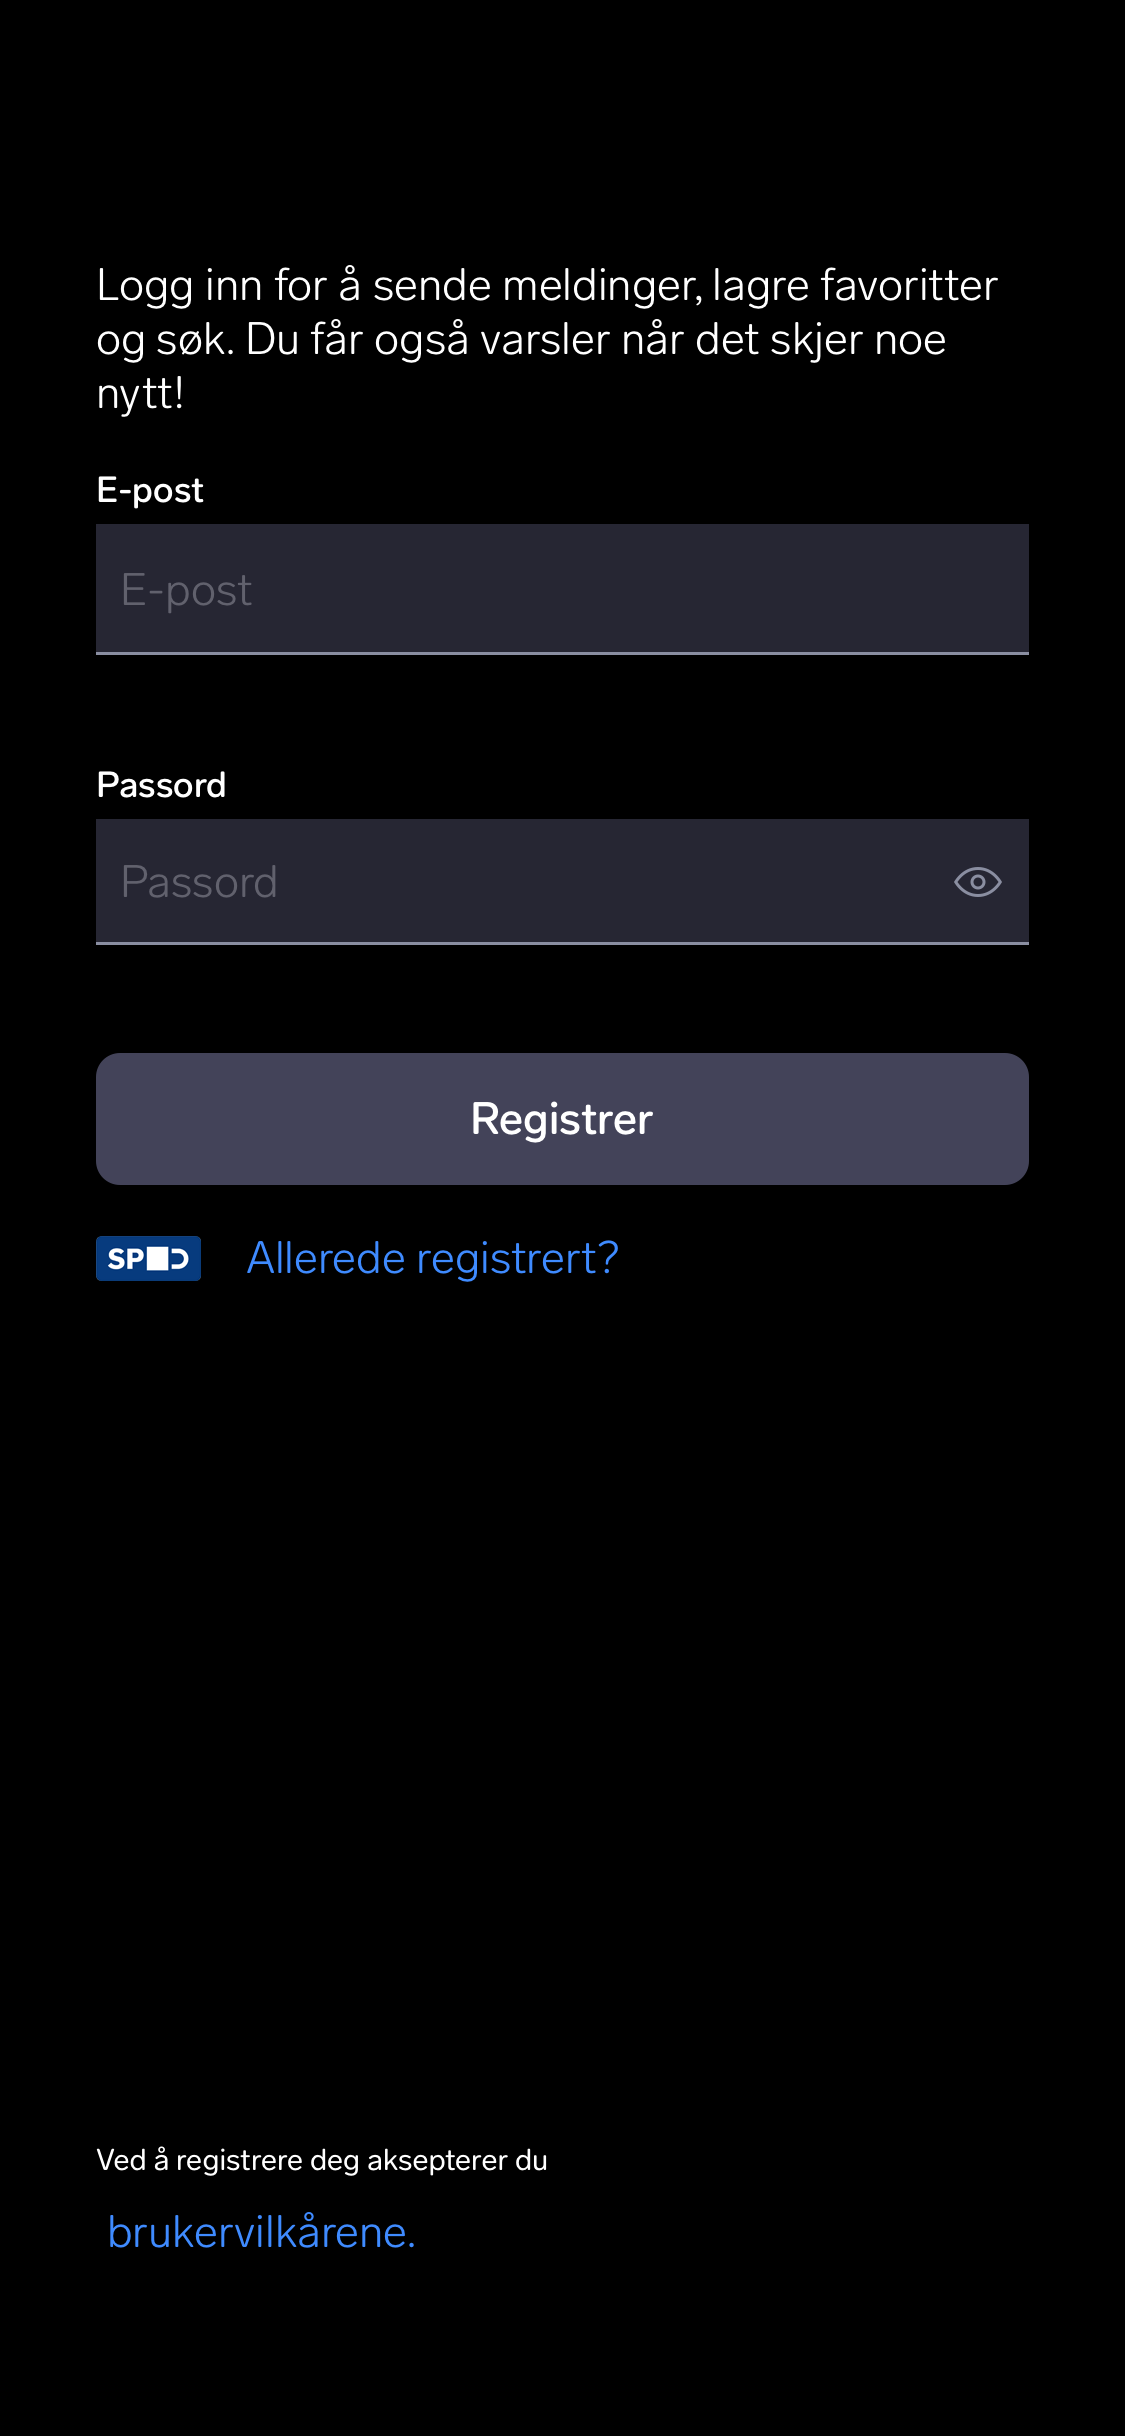 Logg inn for å sende meldinger, lagre favoritter
og søk. Du får også varsler når det skjer noe
nytt!
E-post
E-post
Passord
Passord
Registrer
Allerede registrert?
Ved å registrere deg aksepterer du
brukervilkårene.